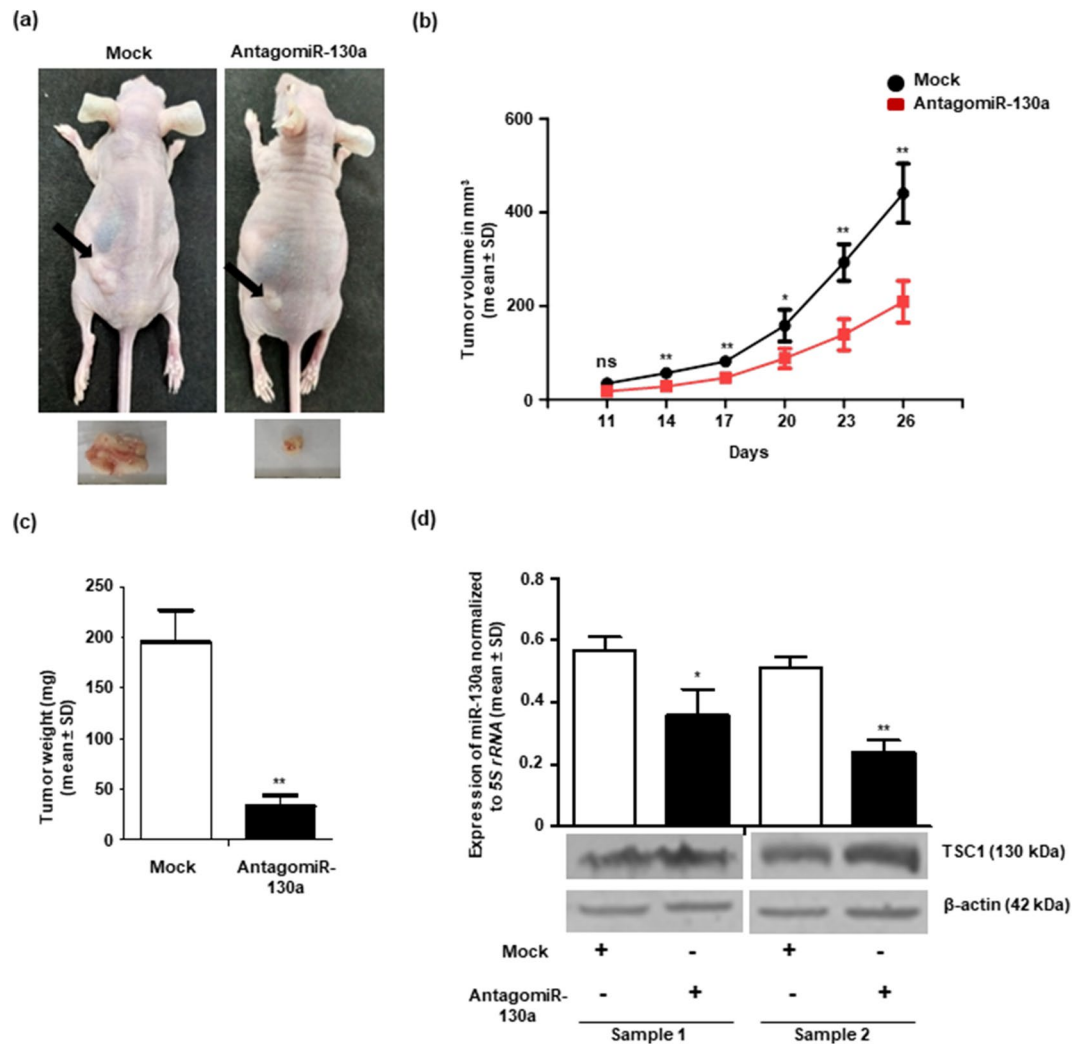 (a)
Mock
AntagomiR-130a
(b)
Mock
AntagomiR-130a
Tumor volume in mm³
(mean ± SD)
600
400
200
0
ns
**
**
*
**
**
11
14
17
20
23
26
Days
(c)
Tumor weight (mg)
(mean ± SD)
250
200
150
100
50
0
**
Mock
AntagomiR-
130a
(d)
Expression of miR-130a normalized
to 5S rRNA (mean ± SD)
0.8
0.6
0.4
0.2
0
*
**
TSC1 (130 kDa)
β-actin (42 kDa)
Mock
+
-
+
-
AntagomiR-
130a
-
+
-
+
Sample 1
Sample 2